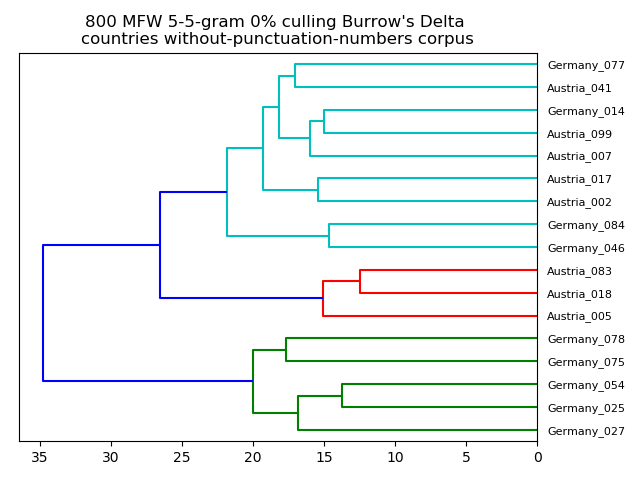 800 MFW 5-5-gram 0% culling Burrow's Delta
countries without-punctuation-numbers corpus
Germany_077
Austria_041
Germany_014
Austria_099
Austria_007
Austria_017
Austria_002
Germany_084
Germany_046
Austria_083
Austria_018
Austria_005
Germany_078
Germany_075
Germany_054
Germany_025
Germany_027
35 30 25 20 15 10 5 0